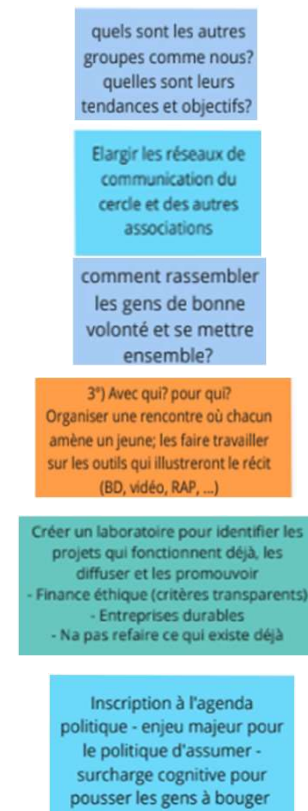 quels sont les autres
groupes comme nous?
quelles sont leurs
tendances et objectifs?
Elargir les réseaux de
communication du
cercle et des autres
associations
comment rassembler
les gens de bonne
volonté et se mettre
ensemble?
3°) Avec qui? pour qui?
Organiser une rencontre où chacun
amène un jeune; les faire travailler
sur les outils qui illustreront le récit
(BD, vidéo, RAP, ...)
Créer un laboratoire pour identifier les
projets qui fonctionnent déjà, les
diffuser et les promouvoir
- Finance éthique (critères transparents)
- Entreprises durables
- Na pas refaire ce qui existe déjà
Inscription à l'agenda
politique - enjeu majeur pour
le politique d'assumer -
surcharge cognitive pour
pousser les gens à bouger